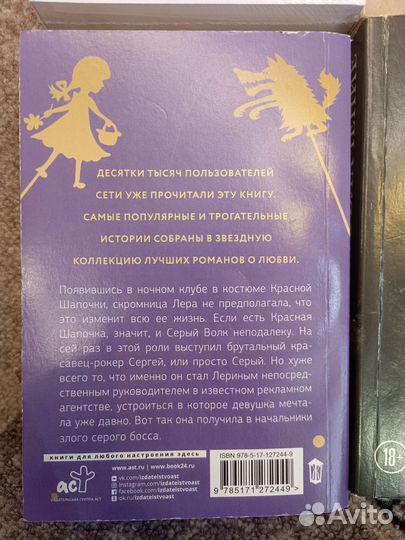 ДЕСЯТКИ ТЫСЯЧ ПОЛЬЗОВАТЕЛЕЙ
СЕТИ УЖЕ ПРОЧИТАЛИ ЭТУ КНИГУ.
САМЫЕ ПОПУЛЯРНЫЕ И ТРОГАТЕЛЬНЫЕ
ИСТОРИИ СОБРАНЫ В ЗВЕЗДНУЮ
КОЛЛЕКЦИЮ ЛУЧШИХ РОМАНОВ О ЛЮБВИ.
Появившись в ночном клубе в костюме Красной
Шапочки, скромница Лера не предполагала, что
это изменит всю ее жизнь. Если есть Красная
Шапочка, значит, и Серый Волк неподалеку. На
сей раз в этой роли выступил брутальный кра-
савец-рокер Сергей, или просто Серый. Но хуже
всего то, что именно он стал Лериным непосред-
ственным руководителем в известном рекламном
агентстве, устроиться в которое девушка мечта-
ла уже давно. Вот так она получила в начальники
злого серого босса.
книги для любого настроения здесь
www.ast.ru | www.book24.ru
vk.com/izdatelstvoast
instagram.com/izdatelstvoast
facebook.com/izdatelstvoast
ok.ru/izdatelstvoast
аст
ИЗДАТЕЛЬСКАЯ ГРУППА АСТ
ISBN 978-5-17-127244-9
9 785171 272449 >
18+
Avito